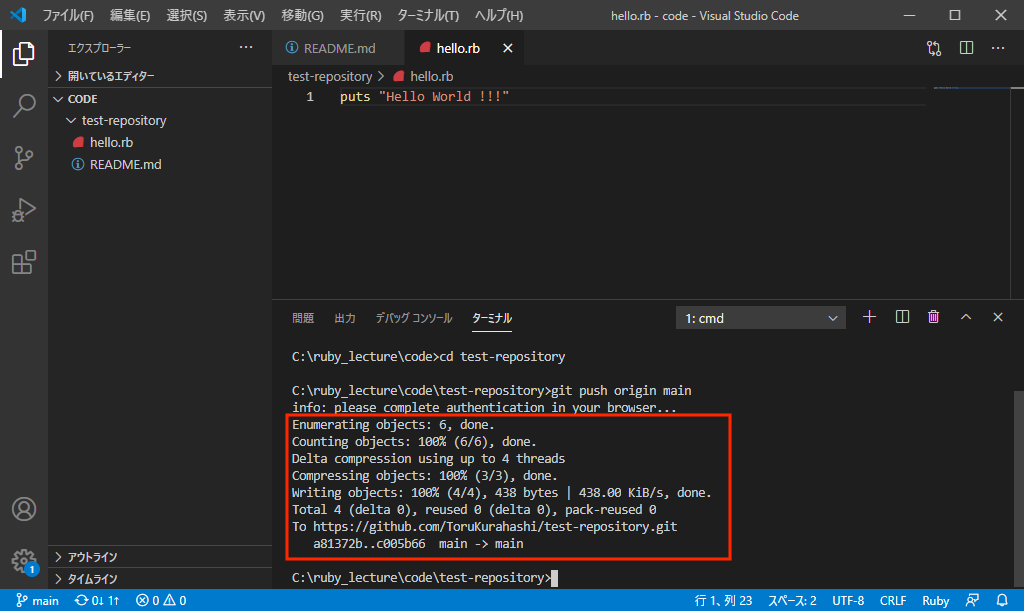 ファイル(F) 編集(E) 選択(S) 表示(V) 移動(G) 実行(R) ターミナル(T) ヘルプ(H) hello.rb - code - Visual Studio Code
エクスプローラー
開いているエディター
CODE
test-repository
hello.rb
README.md
アウトライン
タイムライン
README.md hello.rb
test-repository > hello.rb
1 puts "Hello World !!!"
問題 出力 デバッグ コンソール ターミナル 1: cmd
C:\ruby_lecture\code>cd test-repository
C:\ruby_lecture\code\test-repository>git push origin main
info: please complete authentication in your browser...
Enumerating objects: 6, done.
Counting objects: 100% (6/6), done.
Delta compression using up to 4 threads
Compressing objects: 100% (3/3), done.
Writing objects: 100% (4/4), 438 bytes | 438.00 KiB/s, done.
Total 4 (delta 0), reused 0 (delta 0), pack-reused 0
To https://github.com/ToruKurahashi/test-repository.git
a81372b..c005b66 main -> main
C:\ruby_lecture\code\test-repository>
1
main 0↓ 1↑ 0 0 行 1、列 23 スペース: 2 UTF-8 CRLF Ruby